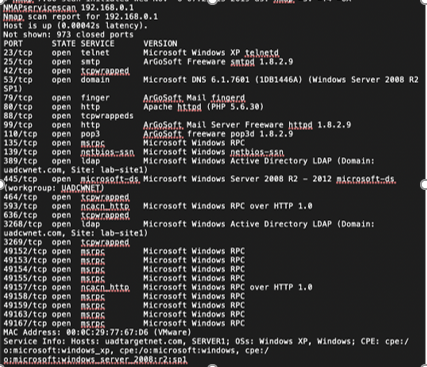 NMAPservicescan 192.168.0.1
Nmap scan report for 192.168.0.1
Host is up (0.00042s latency).
Not shown: 973 closed ports
PORT STATE SERVICE VERSION
23/tcp open telnet Microsoft Windows XP telnetd
25/tcp open smtp ArGoSoft Freeware smtpd 1.8.2.9
42/tcp open tcpwrapped
53/tcp open domain Microsoft DNS 6.1.7601 (1DB1446A) (Windows Server 2008 R2
SP1)
79/tcp open finger ArGoSoft Mail fingerd
80/tcp open http Apache httpd (PHP 5.6.30)
88/tcp open tcpwrappeds
99/tcp open http ArGoSoft Mail Server Freeware httpd 1.8.2.9
110/tcp open pop3 ArGoSoft freeware pop3d 1.8.2.9
135/tcp open msrpc Microsoft Windows RPC
139/tcp open netbios-ssn Microsoft Windows netbios-ssn
389/tcp open ldap Microsoft Windows Active Directory LDAP (Domain:
uadcwnet.com, Site: lab-site1)
445/tcp open microsoft-ds Microsoft Windows Server 2008 R2 - 2012 microsoft-ds
(workgroup: UADCWNET)
464/tcp open tcpwrapped
593/tcp open ncacn_http Microsoft Windows RPC over HTTP 1.0
636/tcp open tcpwrapped
3268/tcp open ldap Microsoft Windows Active Directory LDAP (Domain:
uadcwnet.com, Site: lab-site1)
3269/tcp open tcpwrapped
49152/tcp open msrpc Microsoft Windows RPC
49153/tcp open msrpc Microsoft Windows RPC
49154/tcp open msrpc Microsoft Windows RPC
49155/tcp open msrpc Microsoft Windows RPC
49157/tcp open ncacn_http Microsoft Windows RPC over HTTP 1.0
49158/tcp open msrpc Microsoft Windows RPC
49159/tcp open msrpc Microsoft Windows RPC
49163/tcp open msrpc Microsoft Windows RPC
49167/tcp open msrpc Microsoft Windows RPC
MAC Address: 00:0C:29:77:67:D6 (VMware)
Service Info: Hosts: uadtargetnet.com, SERVER1; OSs: Windows XP, Windows; CPE: cpe:/
o:microsoft:windows_xp, cpe:/o:microsoft:windows, cpe:/
o:microsoft:windows_server_2008:r2:sp1